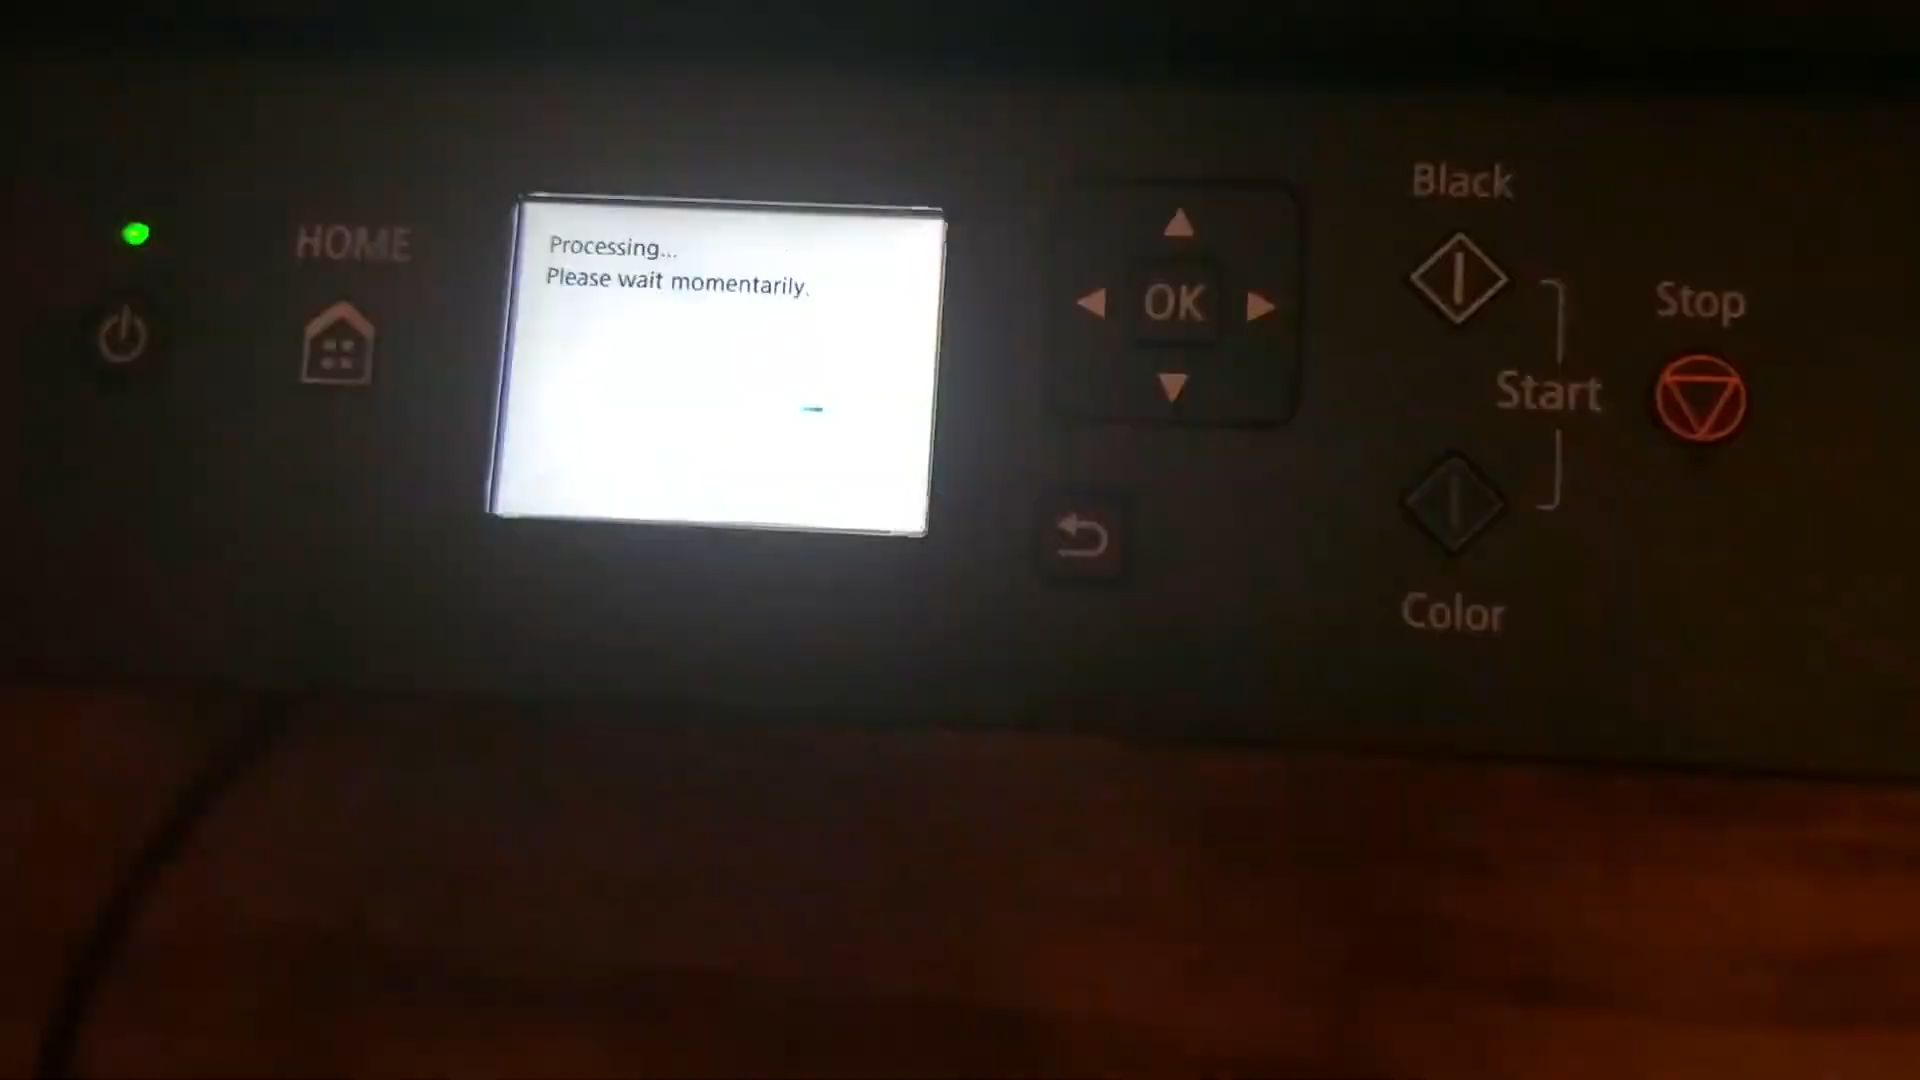 HOME
Processing...
Please wait momentarily.
OK
Black
Start
Color
Stop